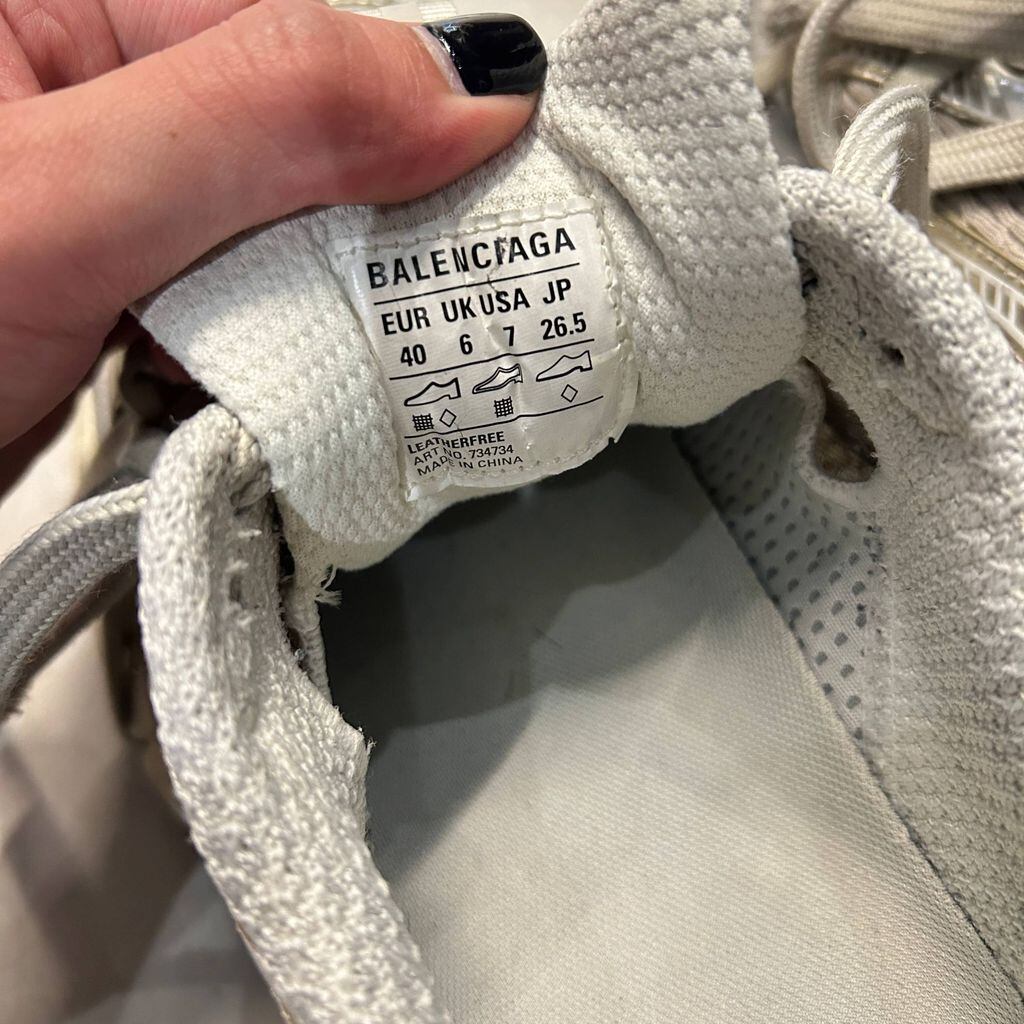 BALENCIAGA
EUR UK USA JP
40 6 7 26.5
LEATHERFREE
ART NO. 734734
MADE IN CHINA